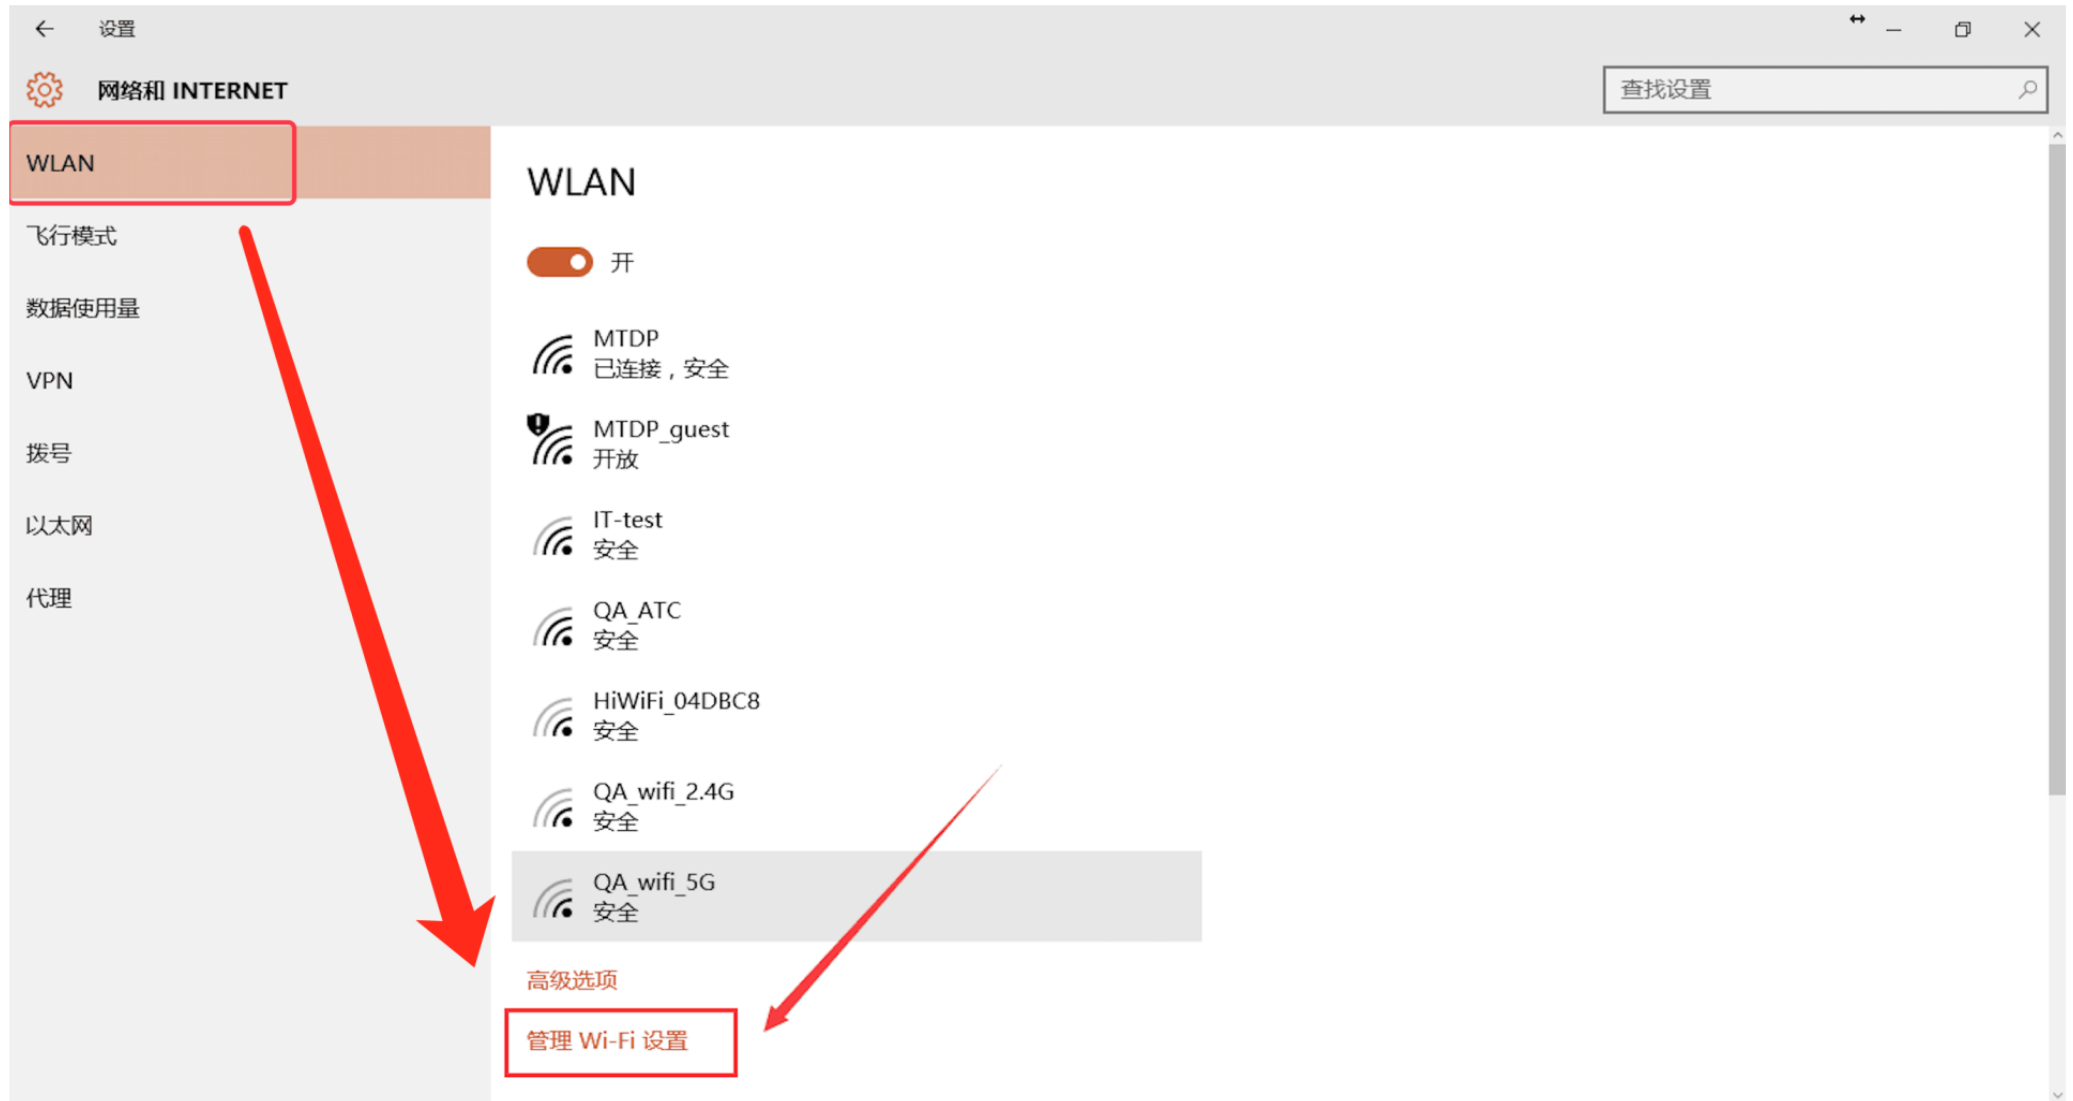 设置
网络和 INTERNET
查找设置
WLAN
飞行模式
数据使用量
VPN
拨号
以太网
代理
WLAN
开
MTDP
已连接，安全
MTDP_guest
开放
IT-test
安全
QA_ATC
安全
HiWiFi_04DBC8
安全
QA_wifi_2.4G
安全
QA_wifi_5G
安全
高级选项
管理 Wi-Fi 设置